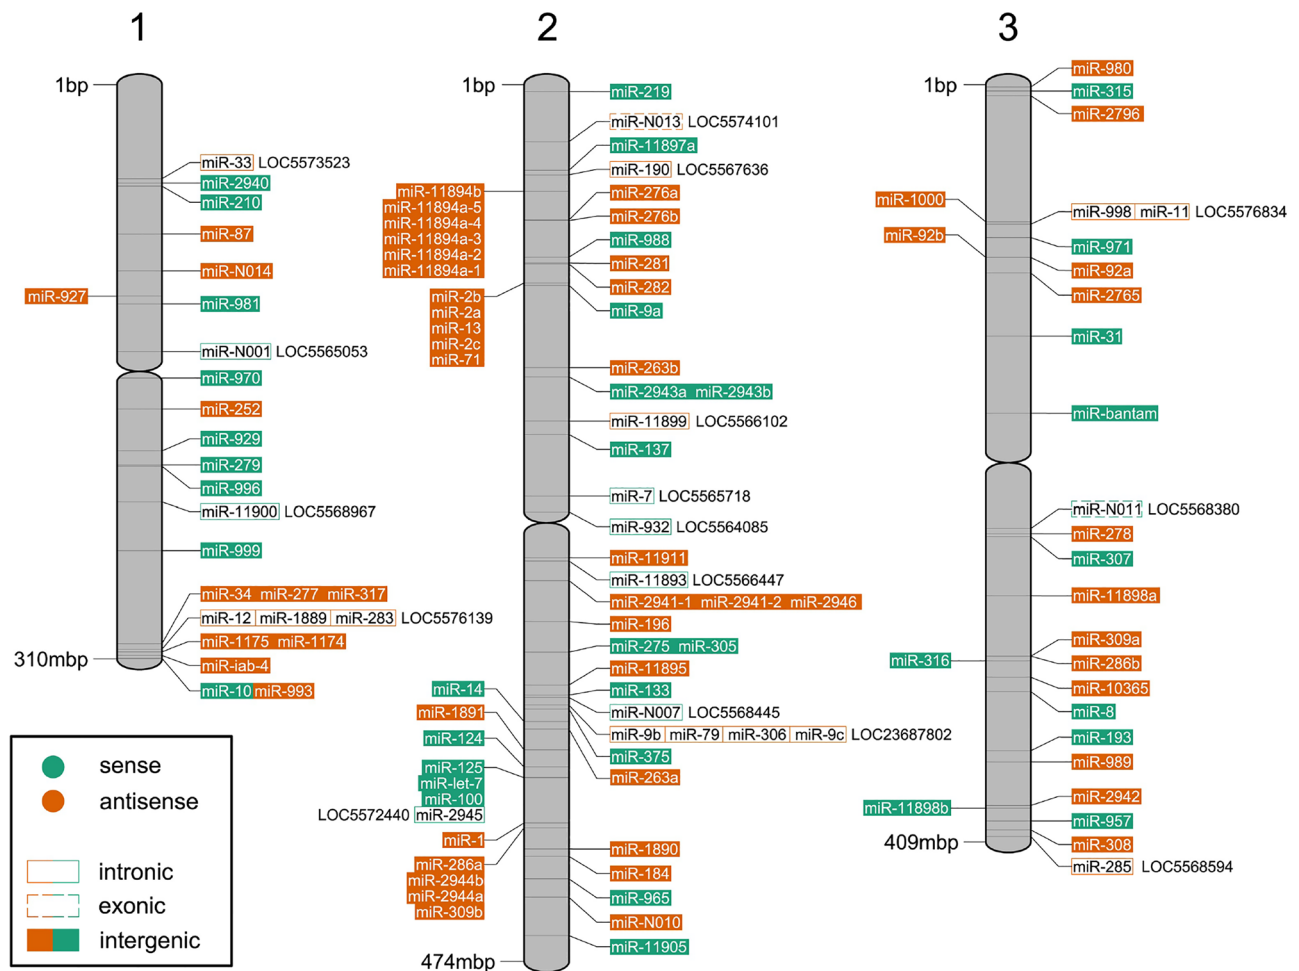 1
1bp
miR-33 LOC5573523
miR-2940
miR-210
miR-87
miR-N014
miR-927
miR-981
miR-N001 LOC5565053
miR-970
miR-252
miR-929
miR-279
miR-996
miR-11900 LOC5568967
miR-999
miR-34 miR-277 miR-317
miR-12 miR-1889 miR-283 LOC5576139
miR-1175 miR-1174
310mbp
miR-iab-4
miR-10 miR-993
sense
antisense
intronic
exonic
intergenic
2
1bp
miR-11894b
miR-11894a-5
miR-11894a-4
miR-11894a-3
miR-11894a-2
miR-11894a-1
miR-2b
miR-2a
miR-13
miR-2c
miR-71
miR-14
miR-1891
miR-124
miR-125
miR-let-7
miR-100
LOC5572440 miR-2945
miR-1
miR-286a
miR-2944b
miR-2944a
miR-309b
474mbp
miR-219
miR-N013 LOC5574101
miR-11897a
miR-190 LOC5567636
miR-276a
miR-276b
miR-988
miR-281
miR-282
miR-9a
miR-263b
miR-2943a miR-2943b
miR-11899 LOC5566102
miR-137
miR-7 LOC5565718
miR-932 LOC5564085
miR-11911
miR-11893 LOC5566447
miR-2941-1 miR-2941-2 miR-2946
miR-196
miR-275 miR-305
miR-11895
miR-133
miR-N007 LOC5568445
miR-9b miR-79 miR-306 miR-9c LOC23687802
miR-375
miR-263a
miR-1890
miR-184
miR-965
miR-N010
miR-11905
3
1bp
miR-1000
miR-92b
miR-316
miR-11898b
409mbp
miR-980
miR-315
miR-2796
miR-998 miR-11 LOC5576834
miR-971
miR-92a
miR-2765
miR-31
miR-bantam
miR-N011 LOC5568380
miR-278
miR-307
miR-11898a
miR-309a
miR-286b
miR-10365
miR-8
miR-193
miR-989
miR-2942
miR-957
miR-308
miR-285 LOC5568594